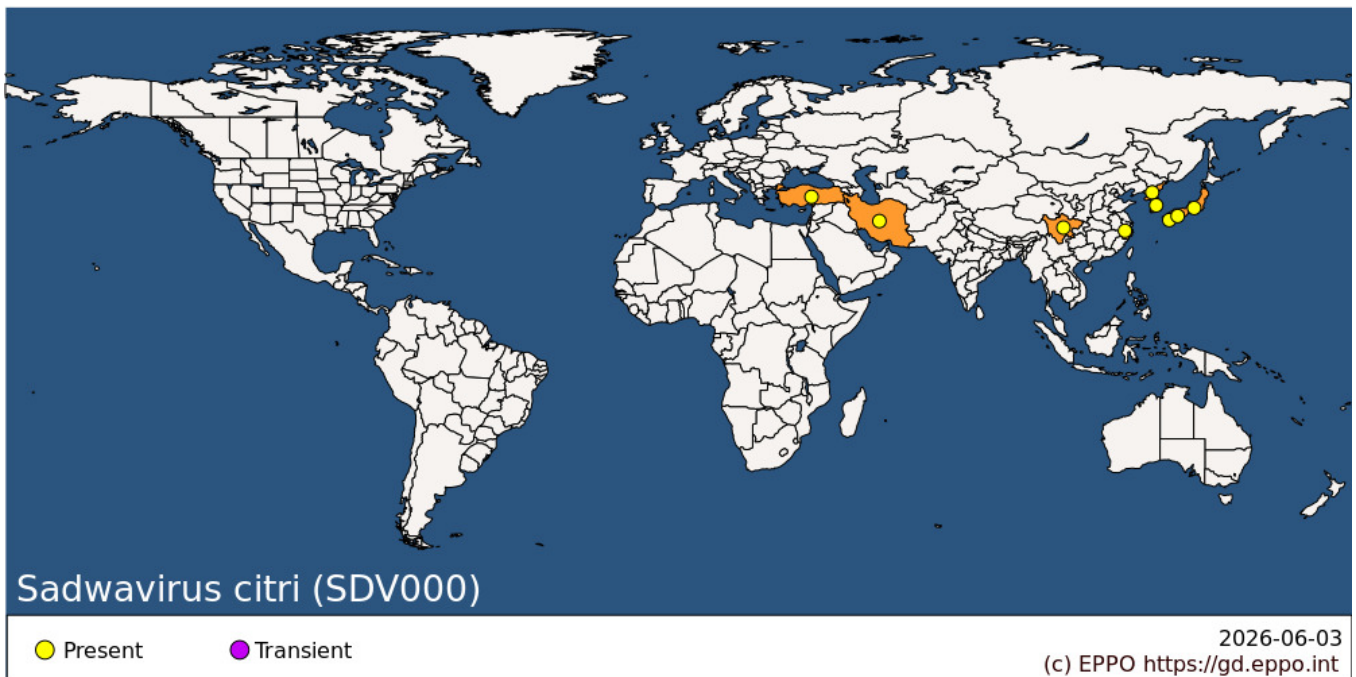 Sadwavirus citri (SDV000)
Present
Transient
2026-06-03
(c) EPPO https://gd.eppo.int